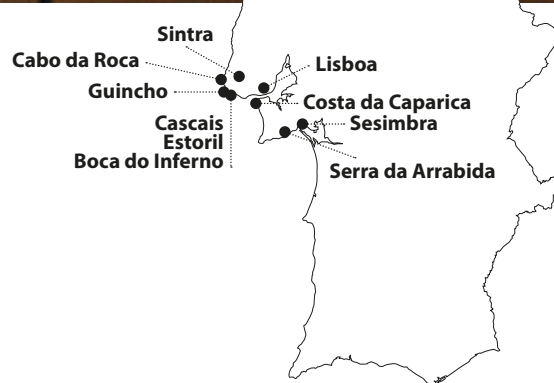 Sintra
Cabo da Roca
Lisboa
Guincho
Costa da Caparica
Cascais
Sesimbra
Estoril
Boca do Inferno
Serra da Arrabida